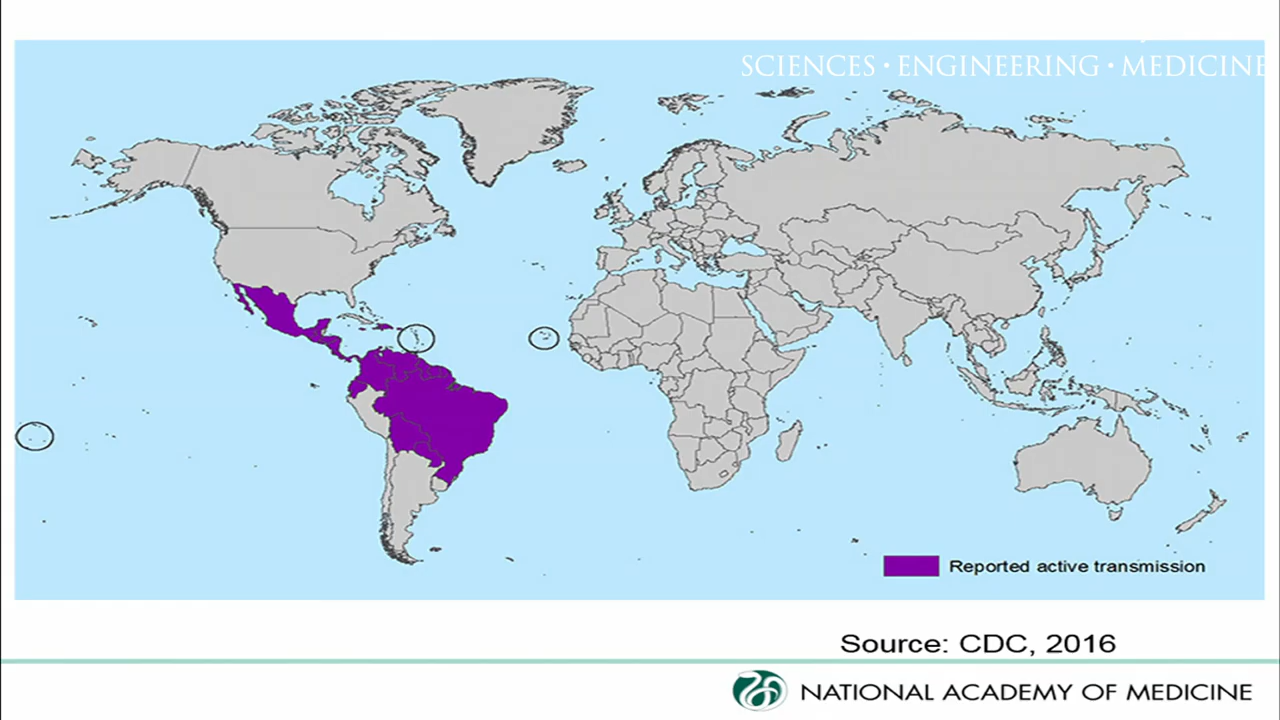 SCIENCES · ENGINEERING · MEDICINE
Reported active transmission
Source: CDC, 2016
NATIONAL ACADEMY OF MEDICINE